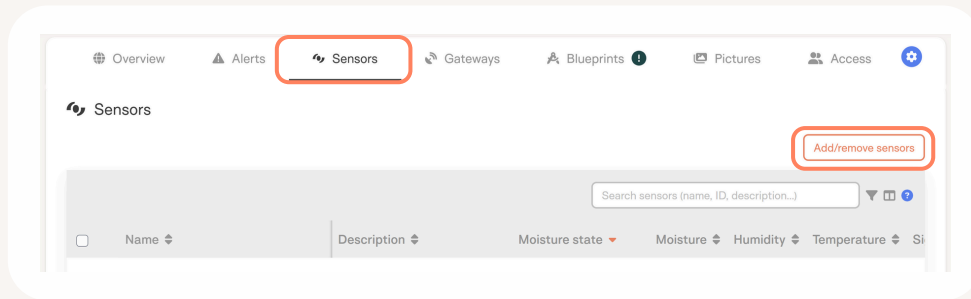 Overview Alerts Sensors Gateways Blueprints ! Pictures Access
Sensors
Add/remove sensors
Search sensors (name, ID, description...) ?
Name Description Moisture state Moisture Humidity Temperature Si